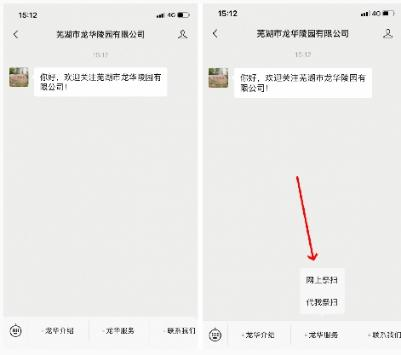 15:12
4G
芜湖市龙华陵园有限公司
15:12
你好，欢迎关注芜湖市龙华陵园有
限公司！
龙华介绍
龙华服务
联系我们
15:12
4G
芜湖市龙华陵园有限公司
15:12
你好，欢迎关注芜湖市龙华陵园有
限公司！
网上祭扫
代我祭扫
龙华介绍
龙华服务
联系我们